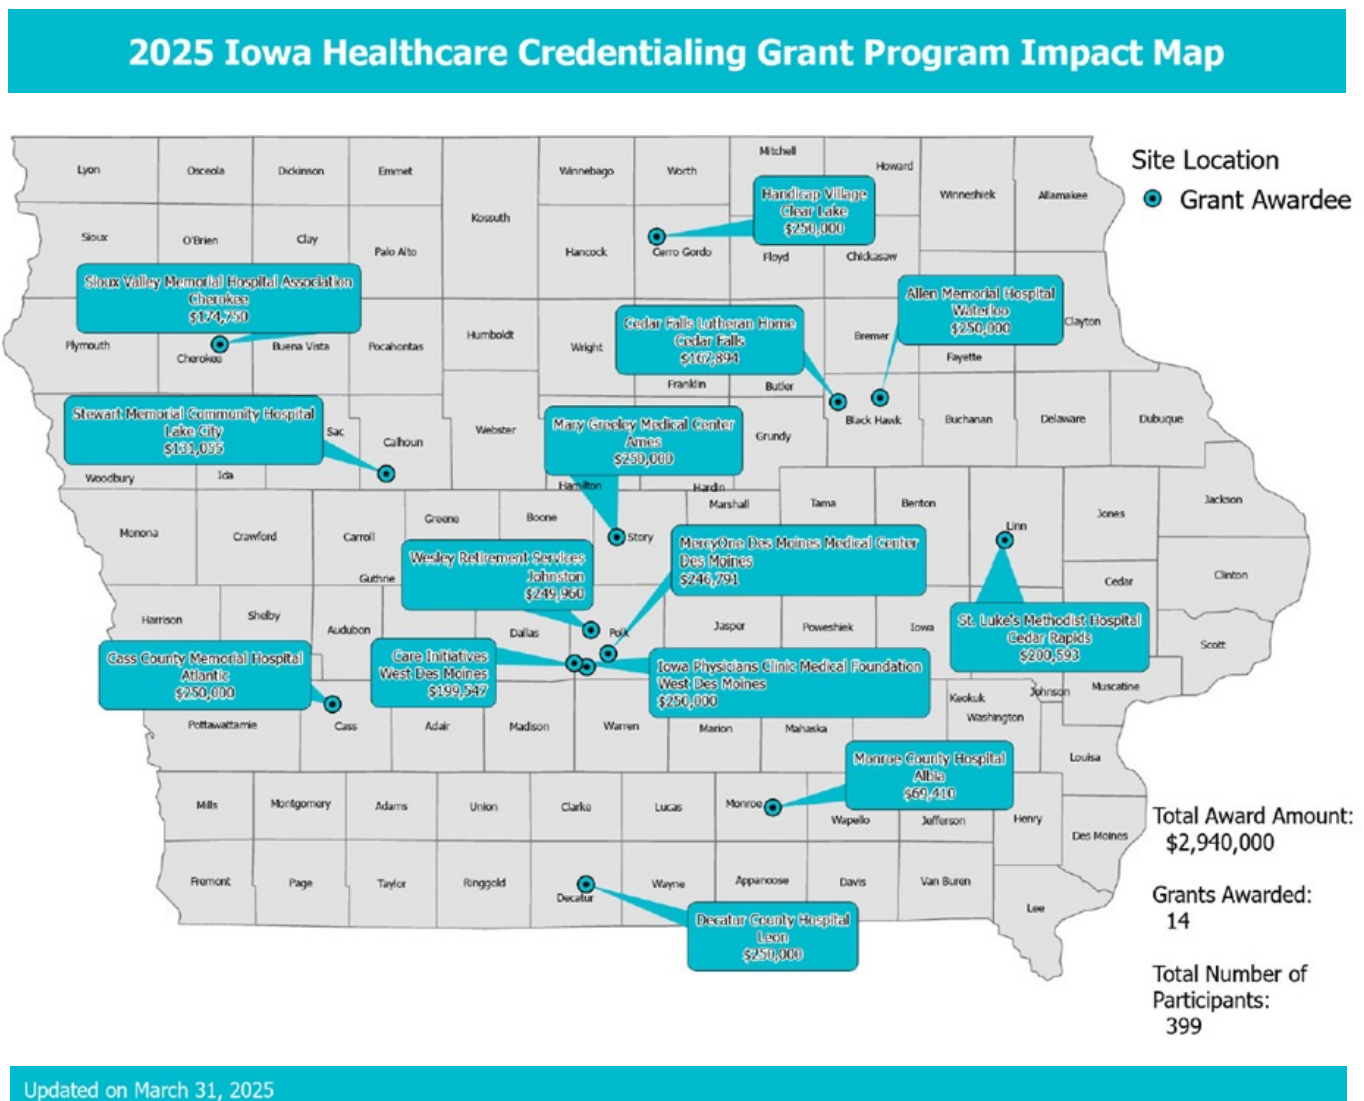 2025 Iowa Healthcare Credentialing Grant Program Impact Map
Site Location
Grant Awardee
Lyon
Osceola
Dickinson
Emmet
Kossuth
Winnebago
Worth
Mitchell
Howard
Winneshiek
Allamakee
Sioux
O'Brien
Clay
Palo Alto
Hancock
Cerro Gordo
Floyd
Chickasaw
Handicap Village
Clear Lake
$250,000
Sioux Valley Memorial Hospital Association
Cherokee
$174,750
Allen Memorial Hospital
Waterloo
$250,000
Cedar Falls Lutheran Home
Cedar Falls
$167,894
Plymouth
Cherokee
Buena Vista
Pocahontas
Humboldt
Wright
Franklin
Butler
Bremer
Fayette
Clayton
Stewart Memorial Community Hospital
Lake City
$131,055
Mary Greeley Medical Center
Ames
$250,000
Woodbury
Ida
Sac
Calhoun
Webster
Hamilton
Hardin
Grundy
Black Hawk
Buchanan
Delaware
Dubuque
Monona
Crawford
Carroll
Greene
Boone
Story
Marshall
Tama
Benton
Linn
Jones
Jackson
Wesley Retirement Services
Johnston
$249,960
MercyOne Des Moines Medical Center
Des Moines
$246,791
St. Luke's Methodist Hospital
Cedar Rapids
$200,593
Harrison
Shelby
Audubon
Guthrie
Dallas
Polk
Jasper
Poweshiek
Iowa
Johnson
Cedar
Clinton
Scott
Muscatine
Cass County Memorial Hospital
Atlantic
$250,000
Care Initiatives
West Des Moines
$199,547
Iowa Physicians Clinic Medical Foundation
West Des Moines
$250,000
Pottawattamie
Cass
Adair
Madison
Warren
Marion
Mahaska
Keokuk
Washington
Louisa
Monroe County Hospital
Albia
$69,410
Mills
Montgomery
Adams
Union
Clarke
Lucas
Monroe
Wapello
Jefferson
Henry
Des Moines
Fremont
Page
Taylor
Ringgold
Decatur
Wayne
Appanoose
Davis
Van Buren
Lee
Decatur County Hospital
Leon
$250,000
Total Award Amount:
$2,940,000
Grants Awarded:
14
Total Number of
Participants:
399
Updated on March 31, 2025